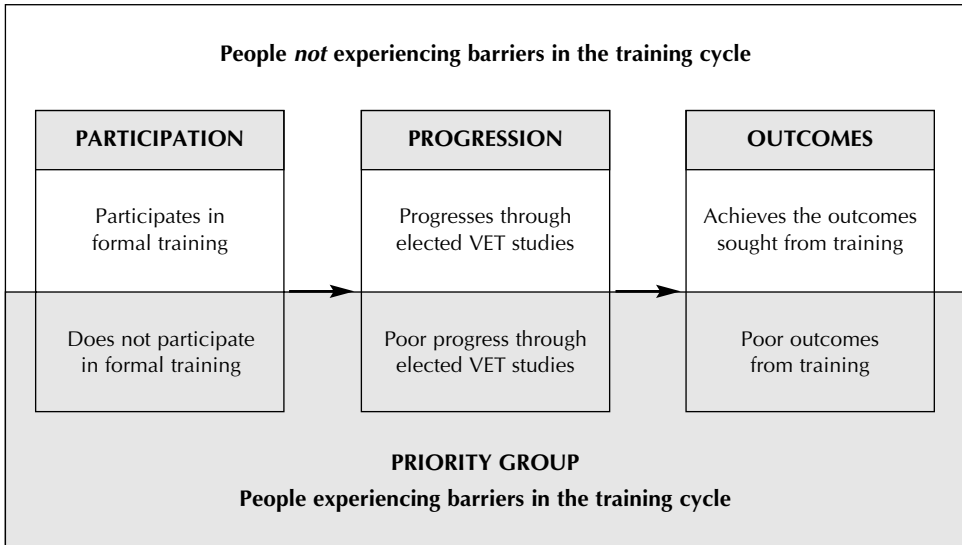 People not experiencing barriers in the training cycle
PARTICIPATION
Participates in
formal training
Does not participate
in formal training
PROGRESSION
Progresses through
elected VET studies
Poor progress through
elected VET studies
OUTCOMES
Achieves the outcomes
sought from training
Poor outcomes
from training
PRIORITY GROUP
People experiencing barriers in the training cycle